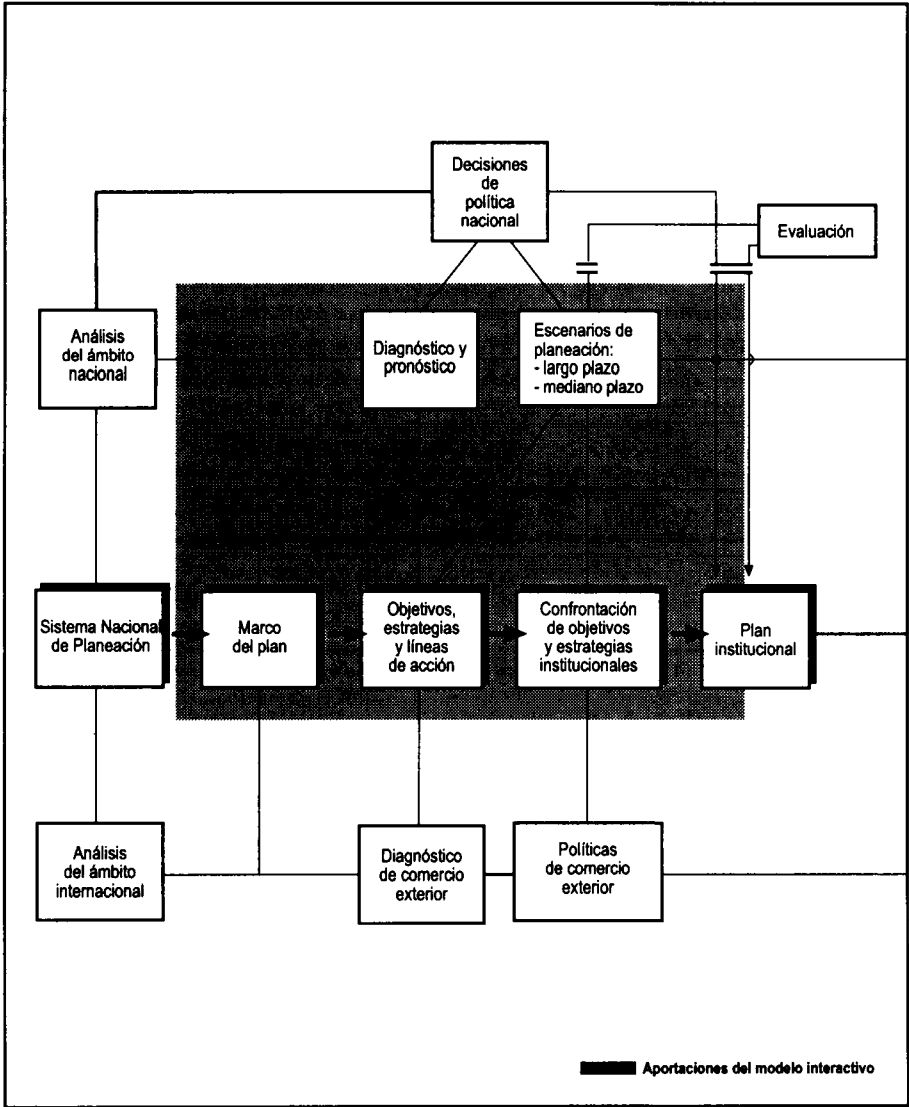 Decisiones
de
política
nacional
Evaluación
Análisis
del ámbito
nacional
Diagnóstico y
pronóstico
Escenarios de
planeación:
- largo plazo
- mediano plazo
Sistema Nacional
de Planeación
Marco
del plan
Objetivos,
estrategias
y líneas
de acción
Confrontación
de objetivos
y estrategias
institucionales
Plan
institucional
Análisis
del ámbito
internacional
Diagnóstico
de comercio
exterior
Políticas
de comercio
exterior
Aportaciones del modelo interactivo